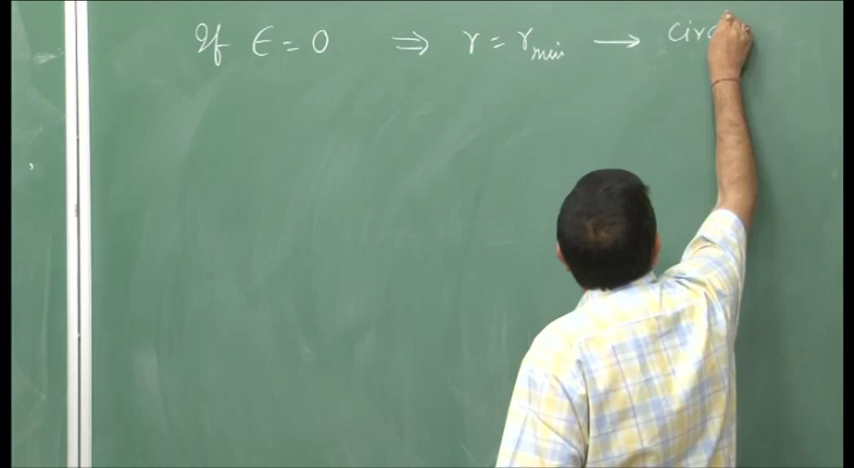 If ϵ = 0 ⇒ r = r_min → circ